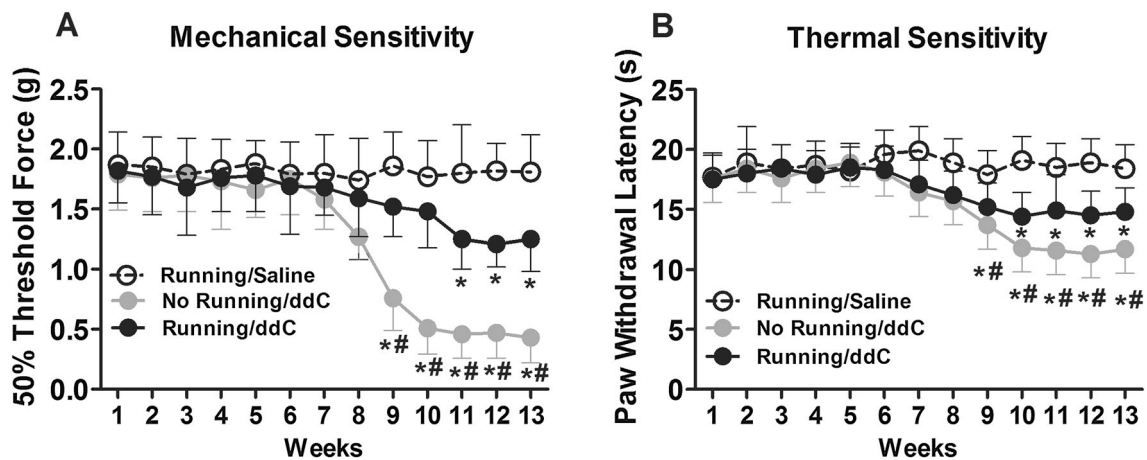 A
Mechanical Sensitivity
50% Threshold Force (g)
2.5
2.0
1.5
1.0
0.5
0.0
Running/Saline
No Running/ddC
Running/ddC
* * *
*# *# *# *# *#
1 2 3 4 5 6 7 8 9 10 11 12 13
Weeks
B
Thermal Sensitivity
Paw Withdrawal Latency (s)
25
20
15
10
5
0
* * * *
*# *# *# *# *#
Running/Saline
No Running/ddC
Running/ddC
1 2 3 4 5 6 7 8 9 10 11 12 13
Weeks